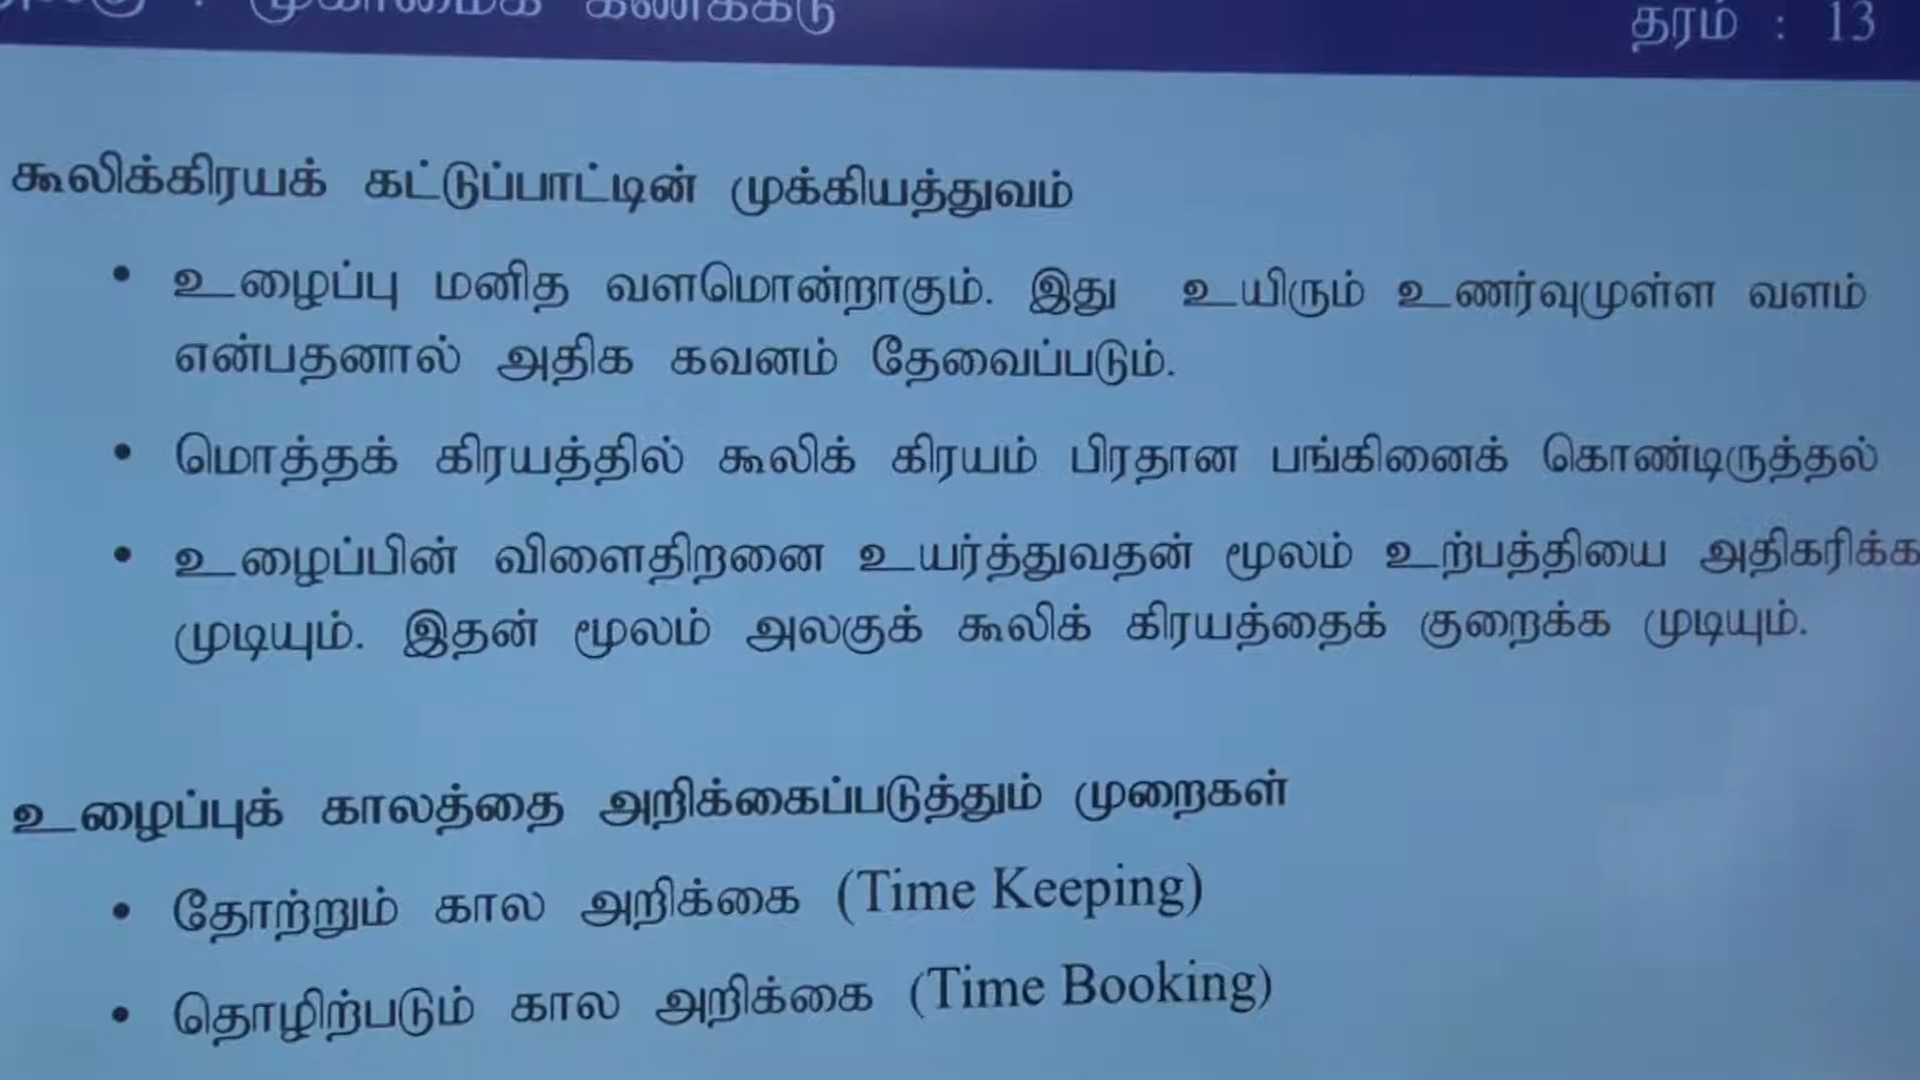 தரம் : 13
கூலிக்கிரயக் கட்டுப்பாட்டின் முக்கியத்துவம்
• உழைப்பு மனித வளமொன்றாகும். இது உயிரும் உணர்வுமுள்ள வளம்
என்பதனால் அதிக கவனம் தேவைப்படும்.
• மொத்தக் கிரயத்தில் கூலிக் கிரயம் பிரதான பங்கினைக் கொண்டிருத்தல்
• உழைப்பின் விளைதிறனை உயர்த்துவதன் மூலம் உற்பத்தியை அதிகரிக்க
முடியும். இதன் மூலம் அலகுக் கூலிக் கிரயத்தைக் குறைக்க முடியும்.
உழைப்புக் காலத்தை அறிக்கைப்படுத்தும் முறைகள்
• தோற்றும் கால அறிக்கை (Time Keeping)
• தொழிற்படும் கால அறிக்கை (Time Booking)